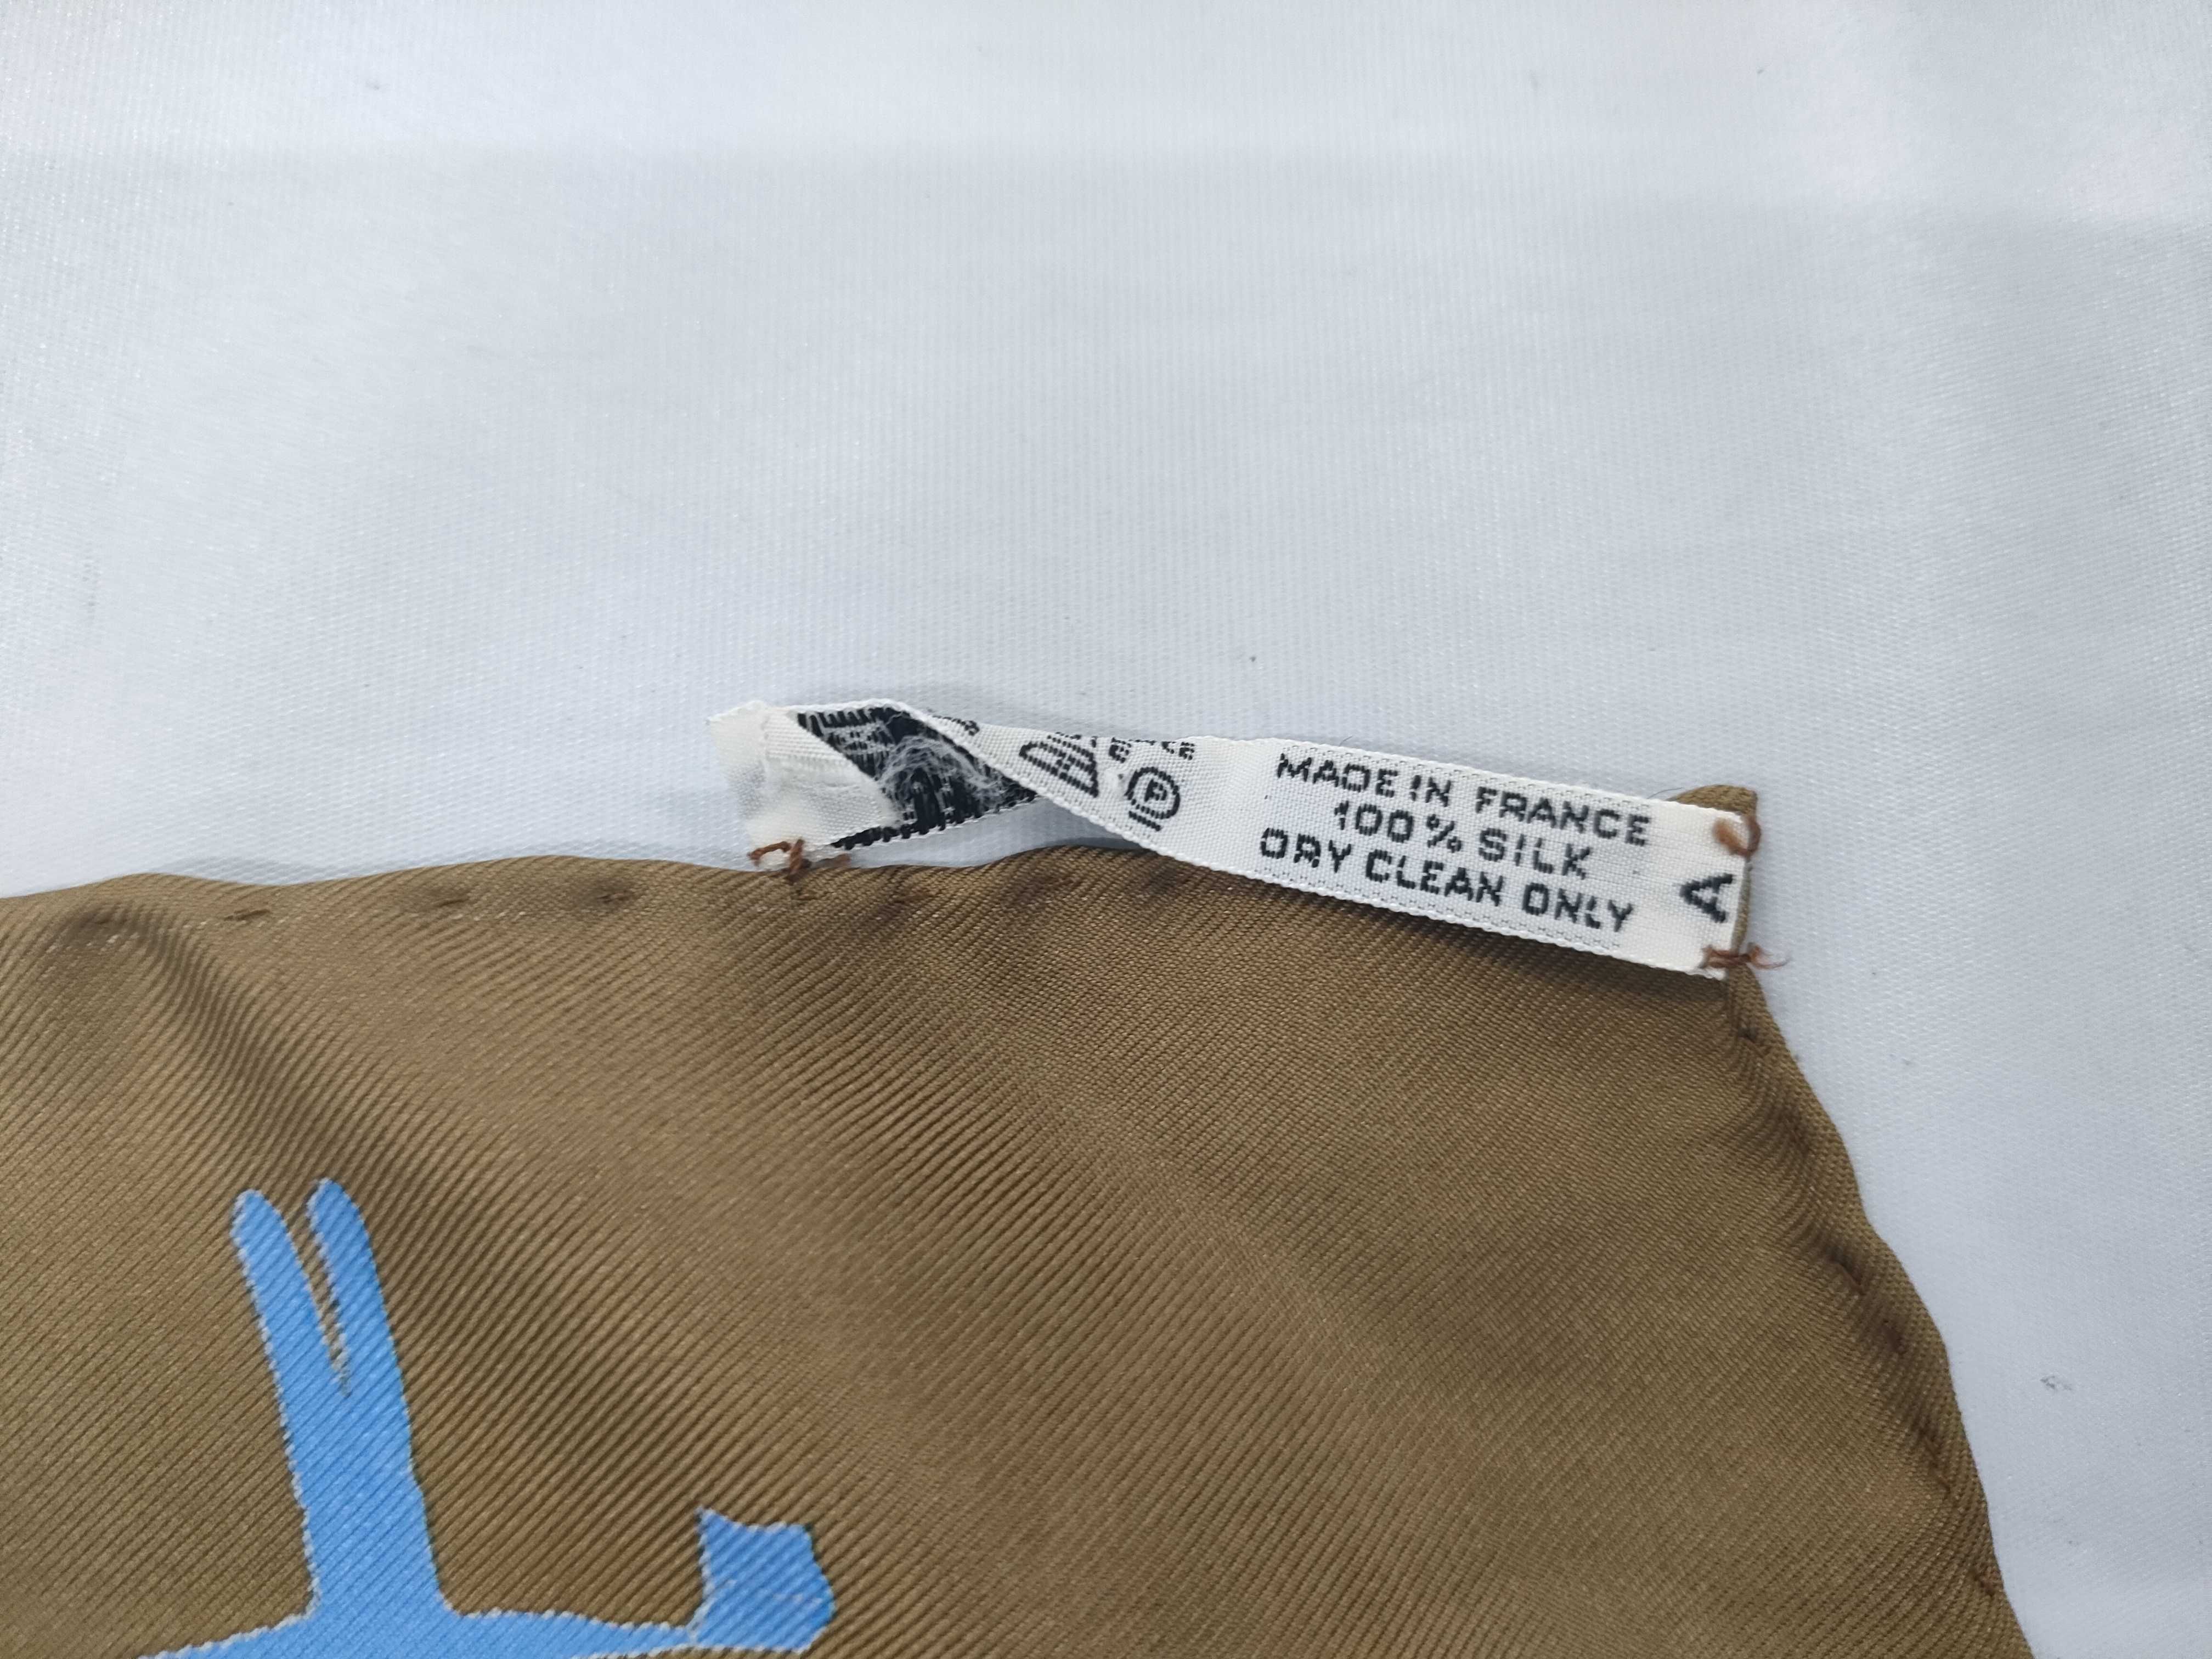 MADE IN FRANCE
100% SILK
DRY CLEAN ONLY
A
P